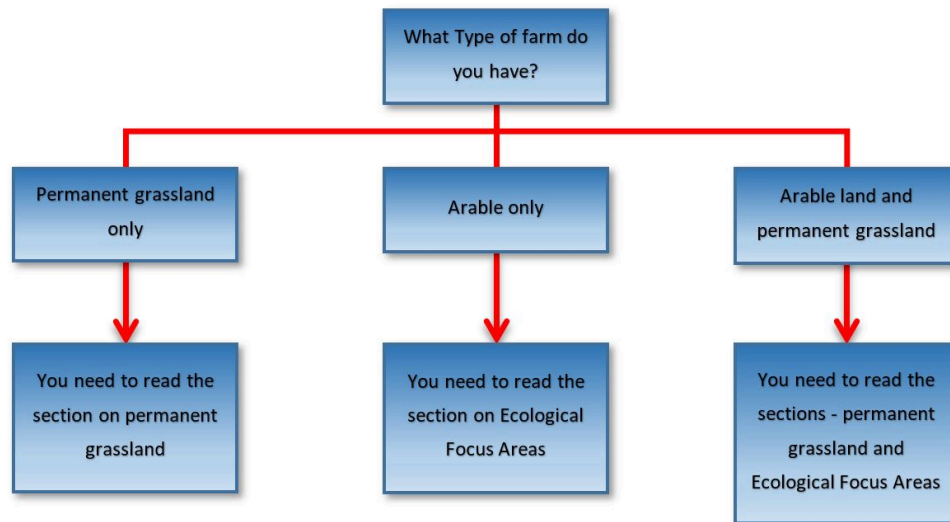 What Type of farm do
you have?
Permanent grassland
only
Arable only
Arable land and
permanent grassland
You need to read the
section on permanent
grassland
You need to read the
section on Ecological
Focus Areas
You need to read the
sections - permanent
grassland and
Ecological Focus Areas